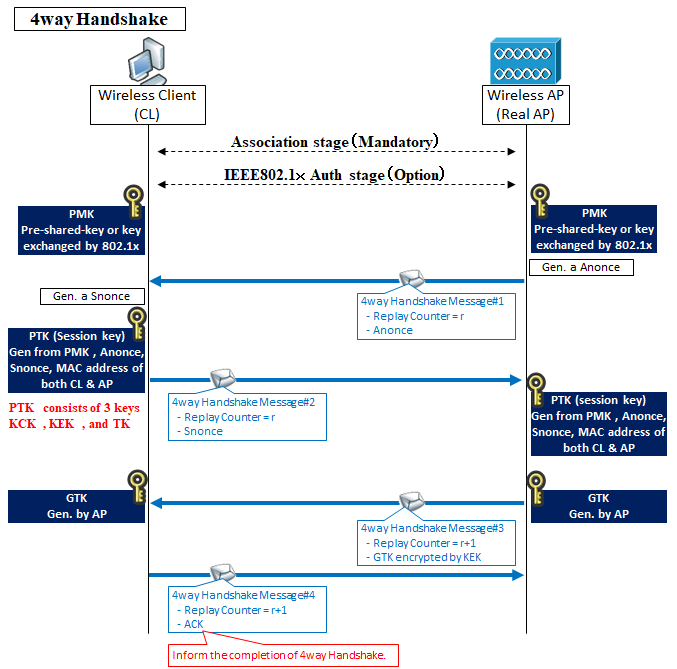 4way Handshake
Wireless Client
(CL)
Wireless AP
(Real AP)
Association stage(Mandatory)
IEEE802.1× Auth stage(Option)
PMK
Pre-shared-key or key
exchanged by 802.1x
PMK
Pre-shared-key or key
exchanged by 802.1x
Gen. a Anonce
Gen. a Snonce
4way Handshake Message#1
- Replay Counter = r
- Anonce
PTK (Session key)
Gen from PMK , Anonce,
Snonce, MAC address of
both CL & AP
PTK consists of 3 keys
KCK , KEK , and TK
4way Handshake Message#2
- Replay Counter = r
- Snonce
PTK (session key)
Gen from PMK , Anonce,
Snonce, MAC address of
both CL & AP
GTK
Gen. by AP
GTK
Gen. by AP
4way Handshake Message#3
- Replay Counter = r+1
- GTK encrypted by KEK
4way Handshake Message#4
- Replay Counter = r+1
- ACK
Inform the completion of 4way Handshake.